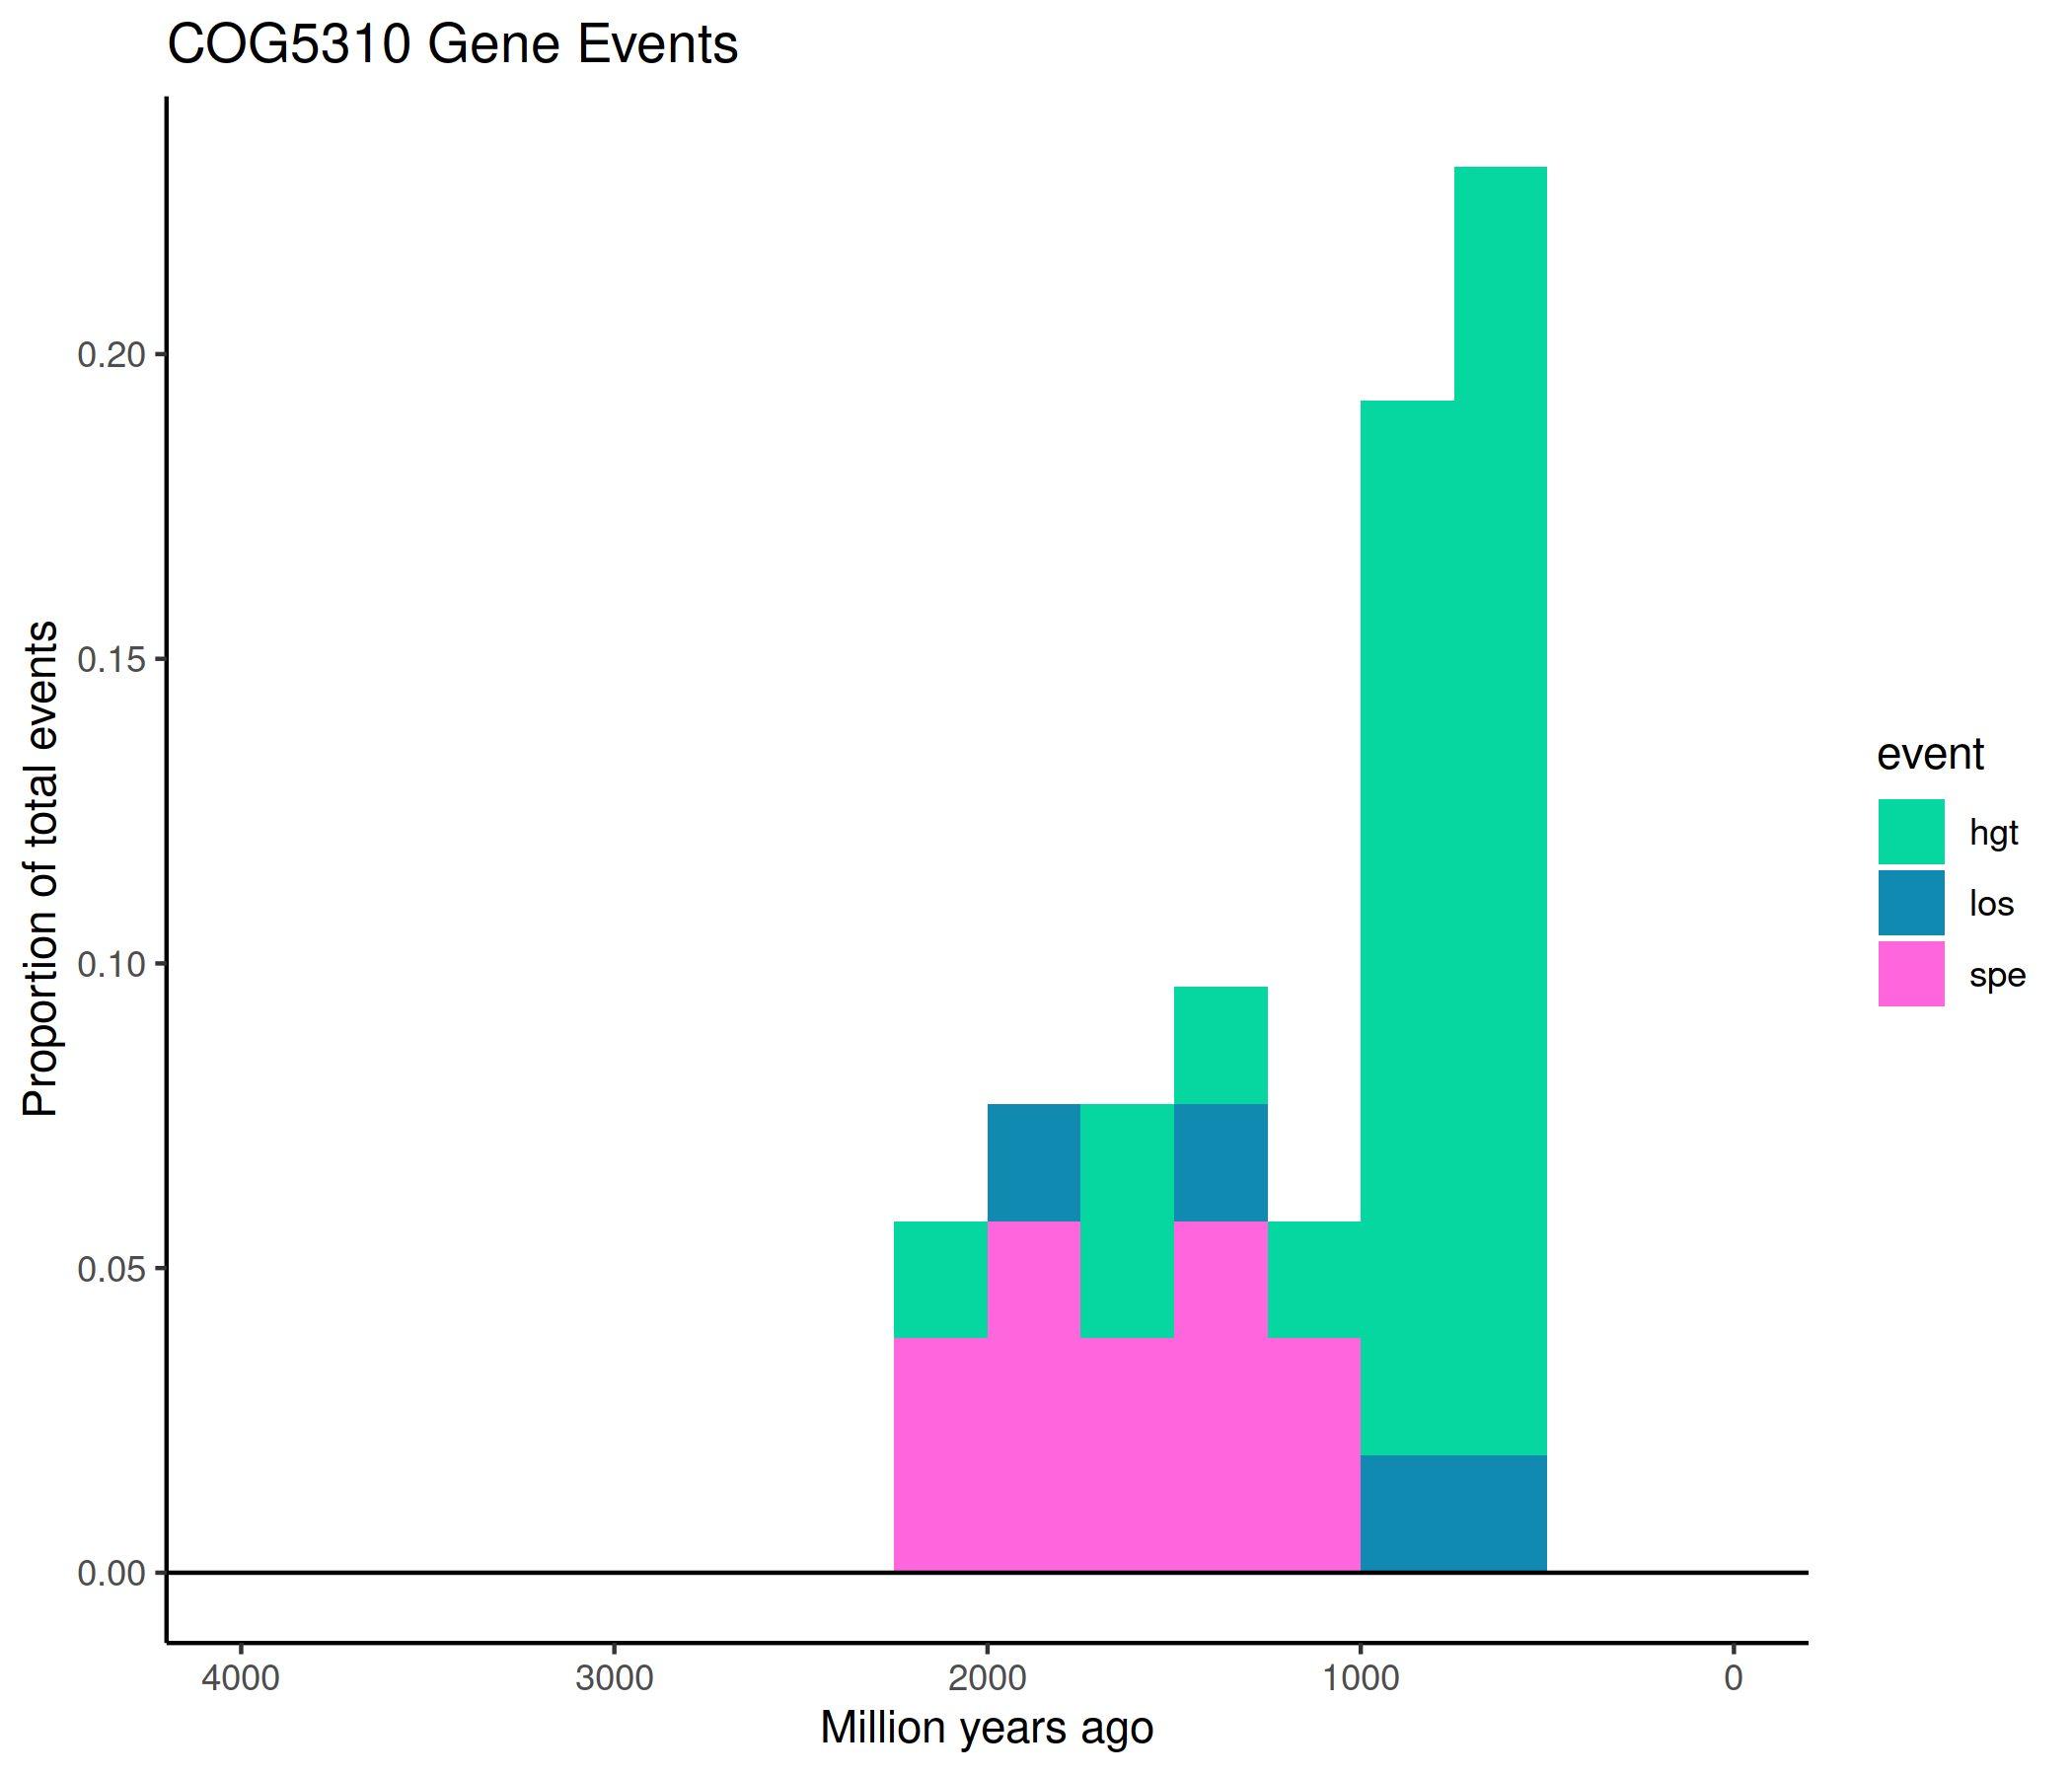 COG5310 Gene Events
Proportion of total events
0.20
0.15
0.10
0.05
0.00
4000 3000 2000 1000 0
Million years ago
event
hgt
los
spe